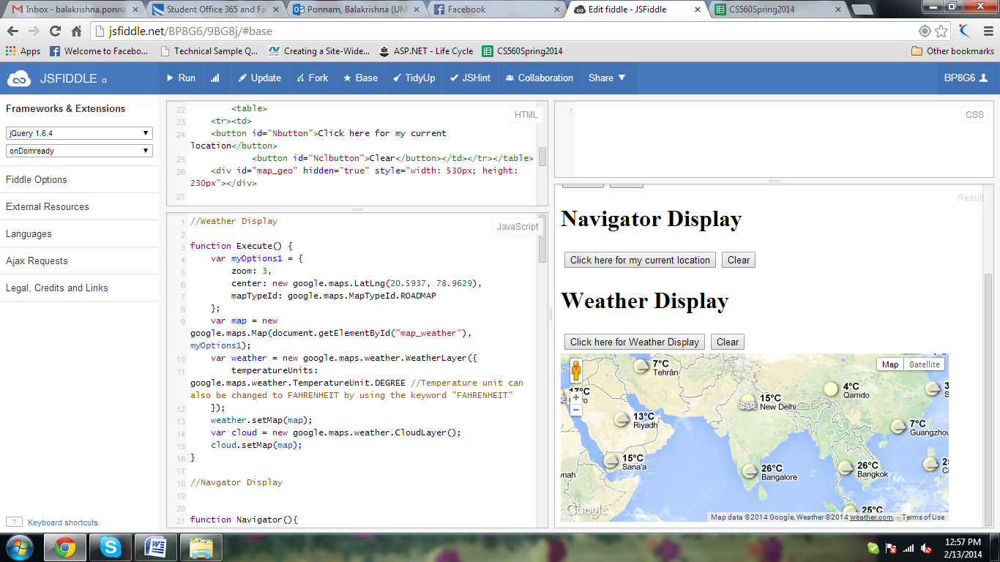 Inbox - balakrishna.ponna
Student Office 365 and Fa
Ponnam, Balakrishna (UM
Facebook
Edit fiddle - JSFiddle
CS560Spring2014
jsfiddle.net/BP8G6/9BG8j/#base
Apps
Welcome to Facebo...
Technical Sample Q...
Creating a Site-Wide...
ASP.NET - Life Cycle
CS560Spring2014
Other bookmarks
JSFIDDLE α
Run
Update
Fork
Base
TidyUp
JSHint
Collaboration
Share
BP8G6
Frameworks & Extensions
jQuery 1.6.4
onDomready
Fiddle Options
External Resources
Languages
Ajax Requests
Legal, Credits and Links
? Keyboard shortcuts
HTML
22 <table>
23 <tr><td>
24 <button id="Nbutton">Click here for my current
location</button>
25 <button id="Nclbutton">Clear</button></td></tr></table>
26 <div id="map_geo" hidden="true" style="width: 530px; height:
230px"></div>
27
JavaScript
1 //Weather Display
2
3 function Execute() {
4 var myOptions1 = {
5 zoom: 3,
6 center: new google.maps.LatLng(20.5937, 78.9629),
7 mapTypeId: google.maps.MapTypeId.ROADMAP
8 };
9 var map = new
google.maps.Map(document.getElementById("map_weather"),
myOptions1);
10 var weather = new google.maps.weather.WeatherLayer({
11 temperatureUnits:
google.maps.weather.TemperatureUnit.DEGREE //Temperature unit can
also be changed to FAHRENHEIT by using the keyword "FAHRENHEIT"
12 });
13 weather.setMap(map);
14 var cloud = new google.maps.weather.CloudLayer();
15 cloud.setMap(map);
16 }
17
18 //Navgator Display
19
20
21 function Navigator(){
1
CSS
Result
Navigator Display
Click here for my current location
Clear
Weather Display
Click here for Weather Display
Clear
Map
Satellite
7°C
Tehrān
17°C
4°C
Qamdo
15°C
New Delhi
13°C
Riyadh
7°C
Guangzhou
15°C
Sana'a
26°C
Bangalore
26°C
Bangkok
25°C
Google
Map data ©2014 Google, Weather ©2014 weather.com
Terms of Use
12:57 PM
2/13/2014